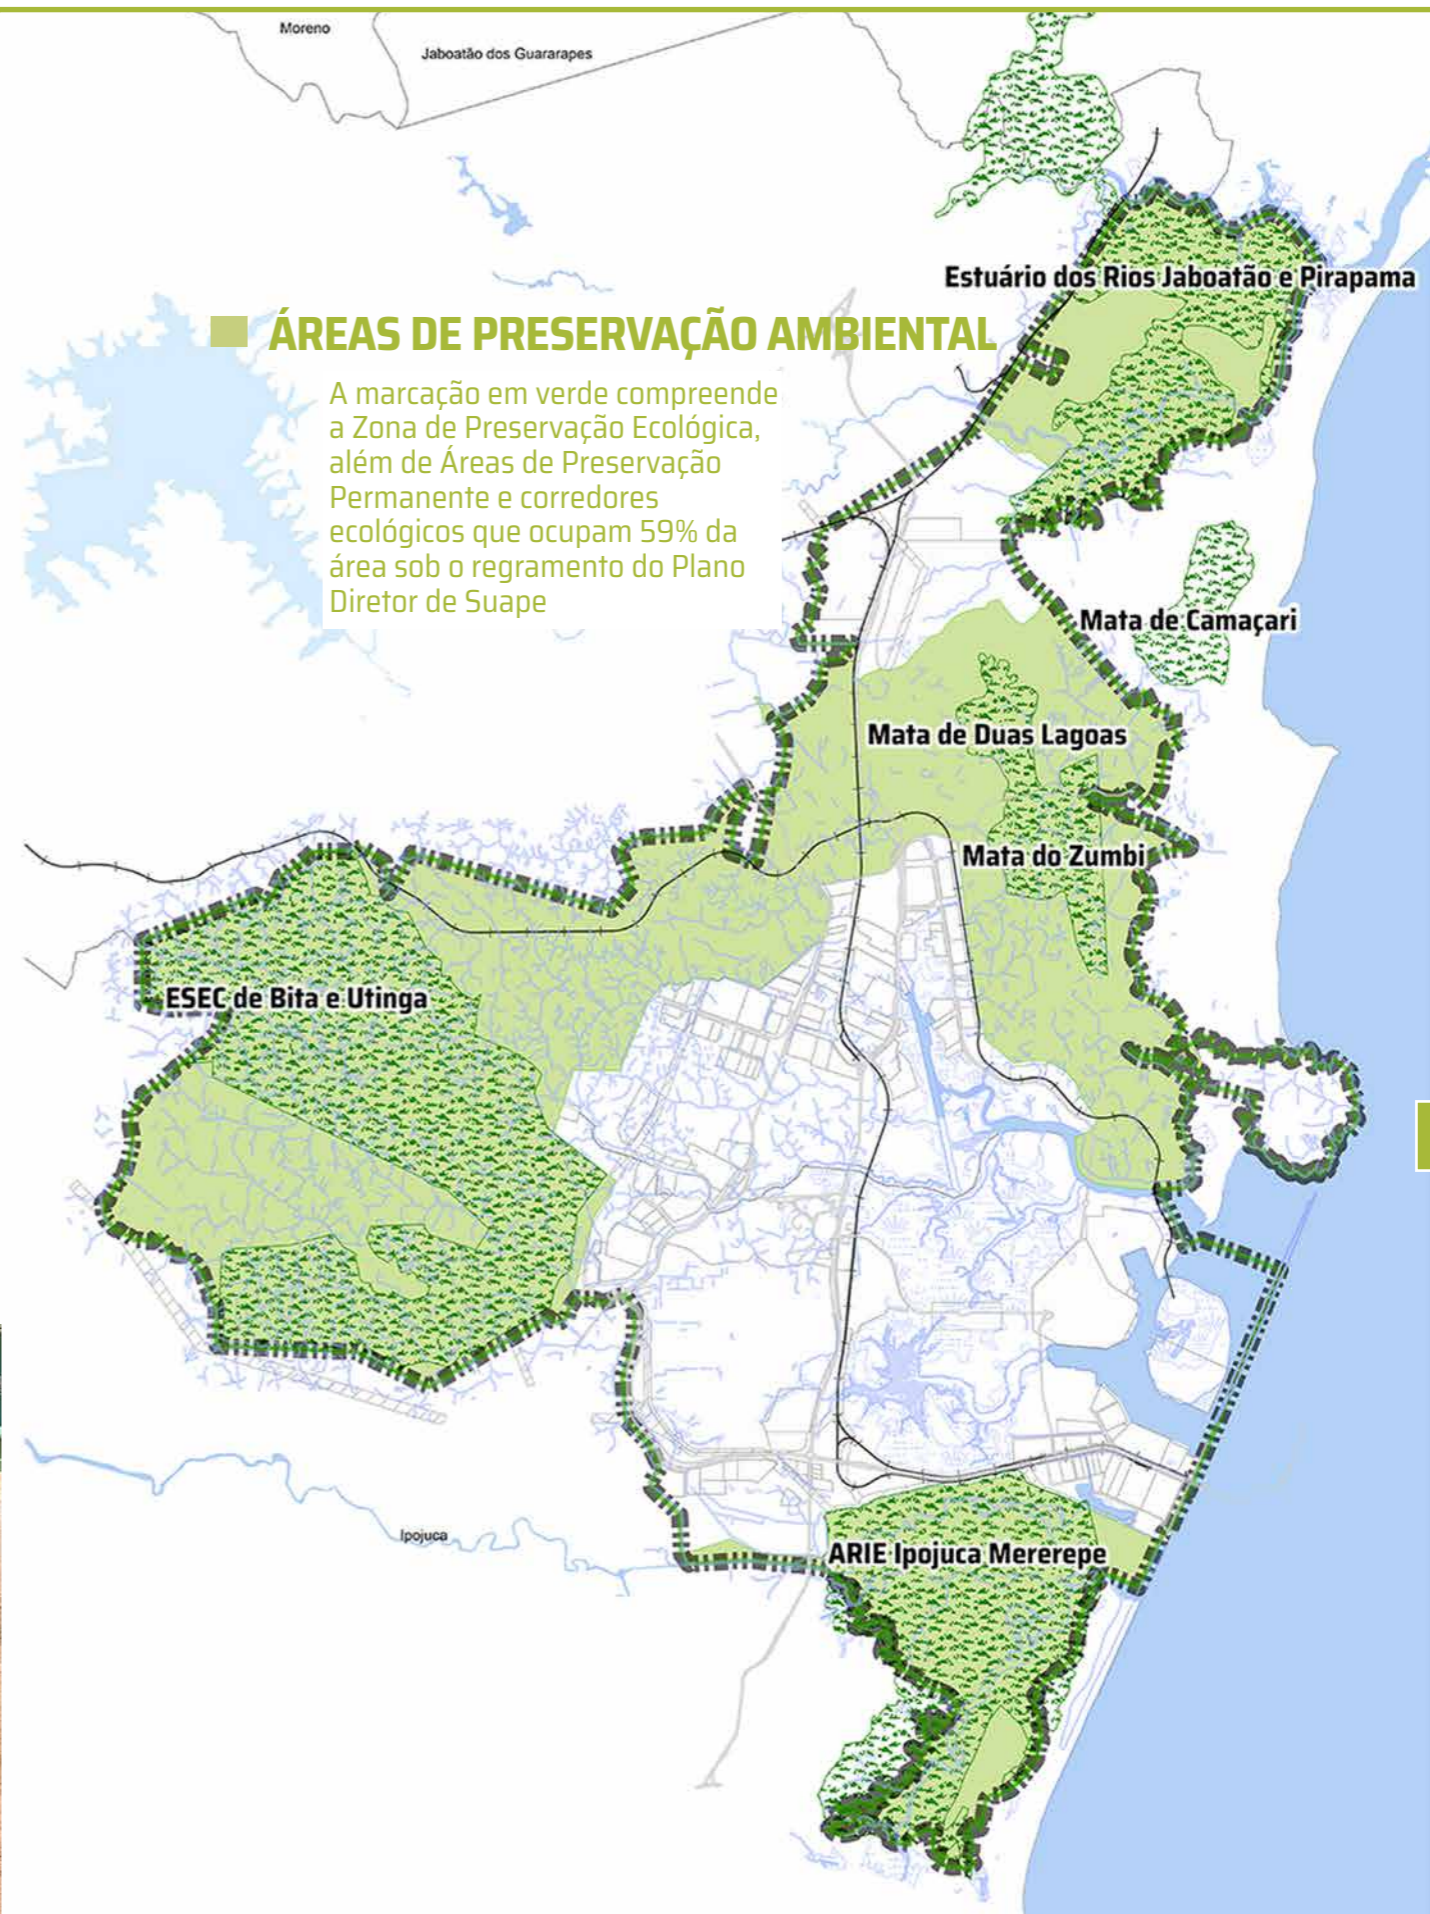 Moreno
Jaboatão dos Guararapes
Estuário dos Rios Jaboatão e Pirapama
ÁREAS DE PRESERVAÇÃO AMBIENTAL
A marcação em verde compreende
a Zona de Preservação Ecológica,
além de Áreas de Preservação
Permanente e corredores
ecológicos que ocupam 59% da
área sob o regramento do Plano
Diretor de Suape
Mata de Camaçari
Mata de Duas Lagoas
Mata do Zumbi
ESEC de Bita e Utinga
Ipojuca
ARIE Ipojuca Mererepe